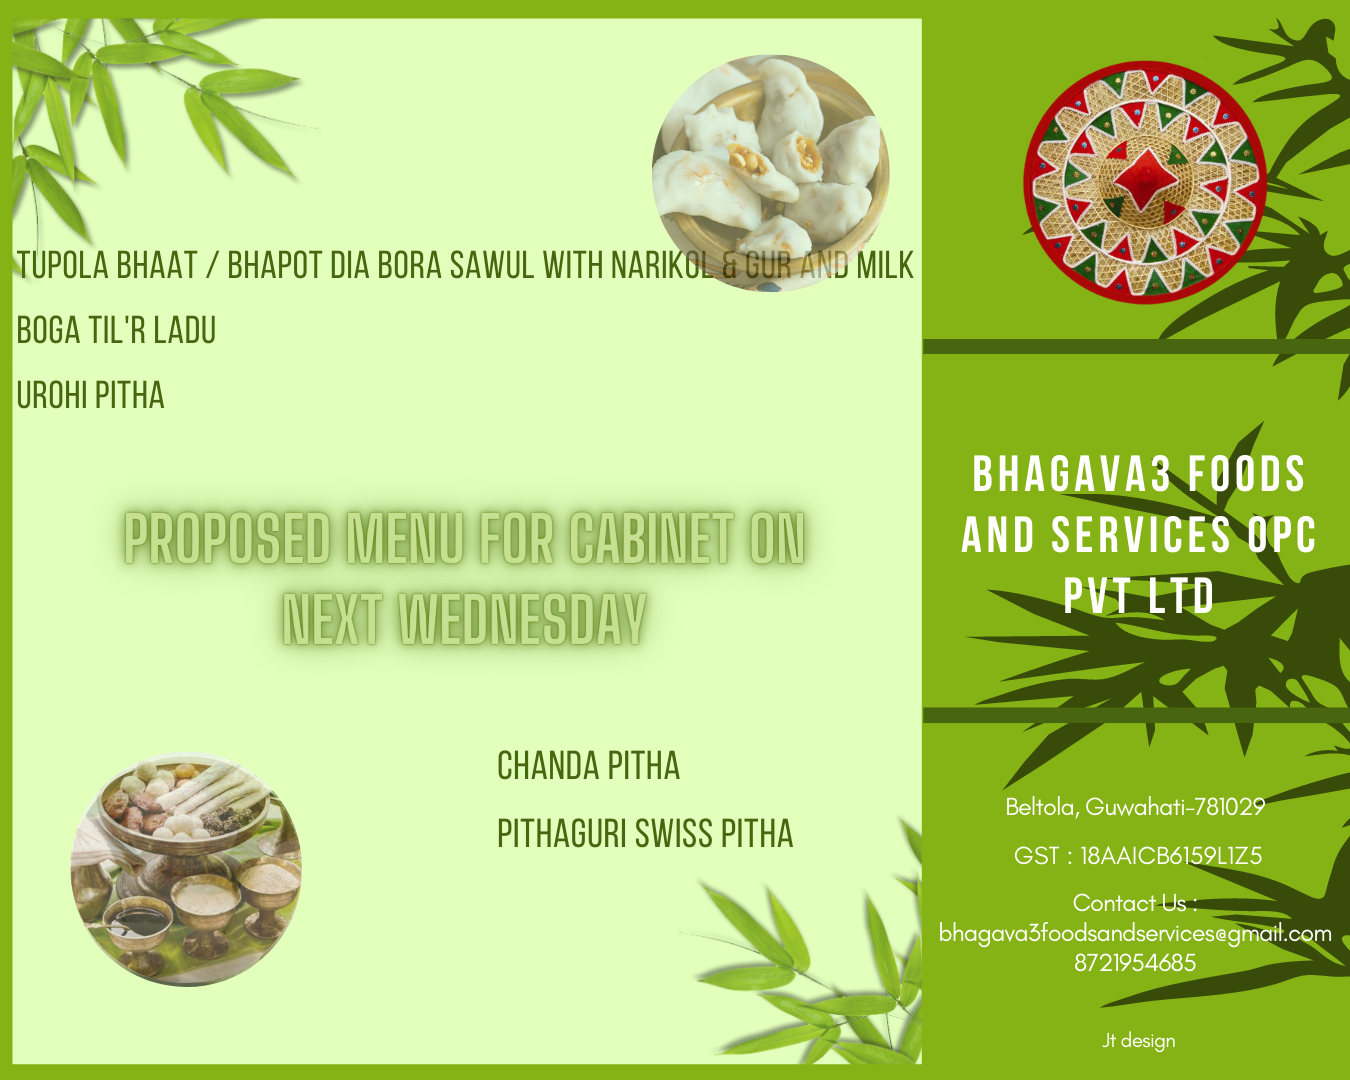 TUPOLA BHAAT / BHAPOT DIA BORA SAWUL WITH NARIKOL & GUR AND MILK
BOGA TIL'R LADU
UROHI PITHA
PROPOSED MENU FOR CABINET ON
NEXT WEDNESDAY
CHANDA PITHA
PITHAGURI SWISS PITHA
BHAGAVA3 FOODS
AND SERVICES OPC
PVT LTD
Beltola, Guwahati-781029
GST : 18AAICB6159L1Z5
Contact Us :
bhagava3foodsandservices@gmail.com
8721954685
Jt design